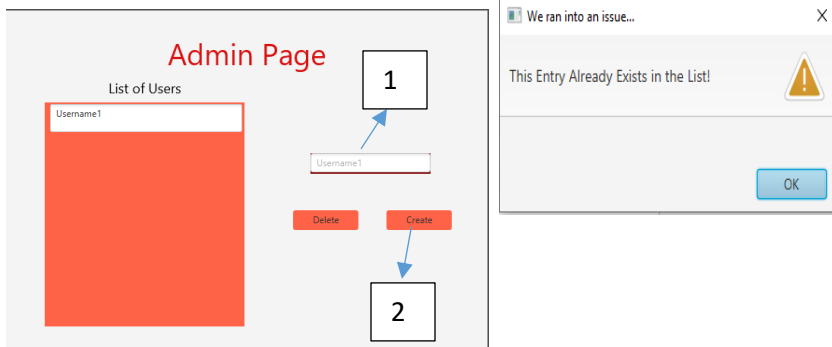 Admin Page
List of Users
Username1
1
Username1
Delete
Create
2
We ran into an issue...
X
This Entry Already Exists in the List!
OK